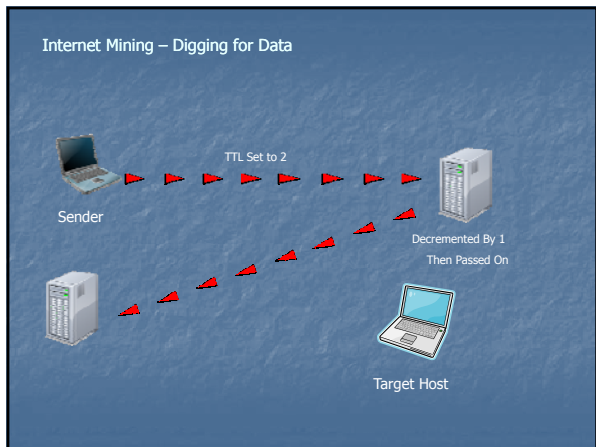 Internet Mining – Digging for Data
TTL Set to 2
Sender
Decremented By 1
Then Passed On
Target Host